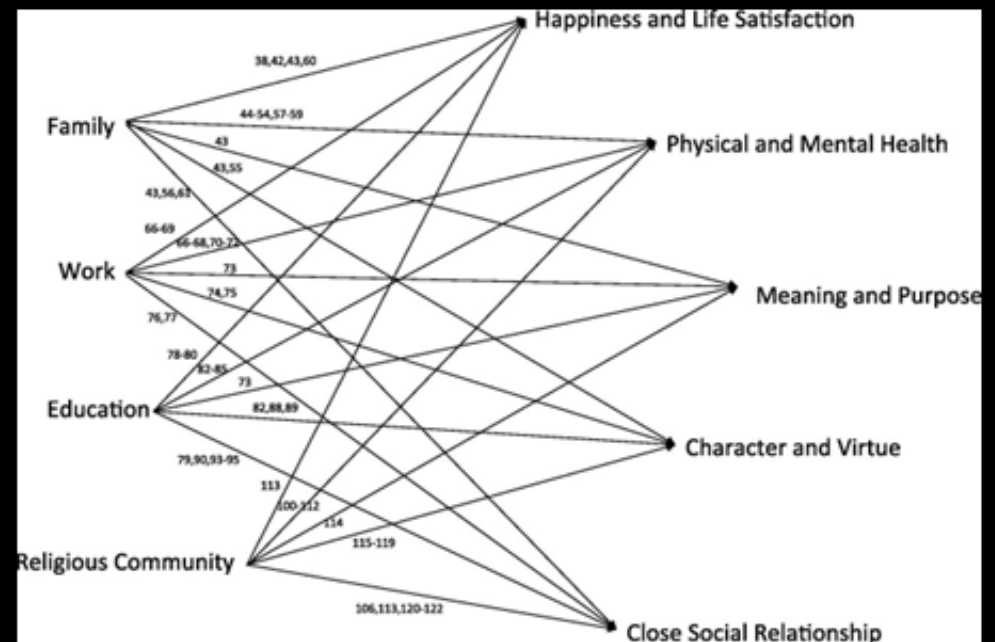 Happiness and Life Satisfaction
38,42,43,60
44-54,57-59
Family
43
Physical and Mental Health
43,55
43,56,61
66-69
66-68,70-72
Work
73
74,75
Meaning and Purpose
76,77
78-80
82-85
73
Education
82,88,89
Character and Virtue
79,90,93-95
113
100-112
114
115-119
Religious Community
106,113,120-122
Close Social Relationship